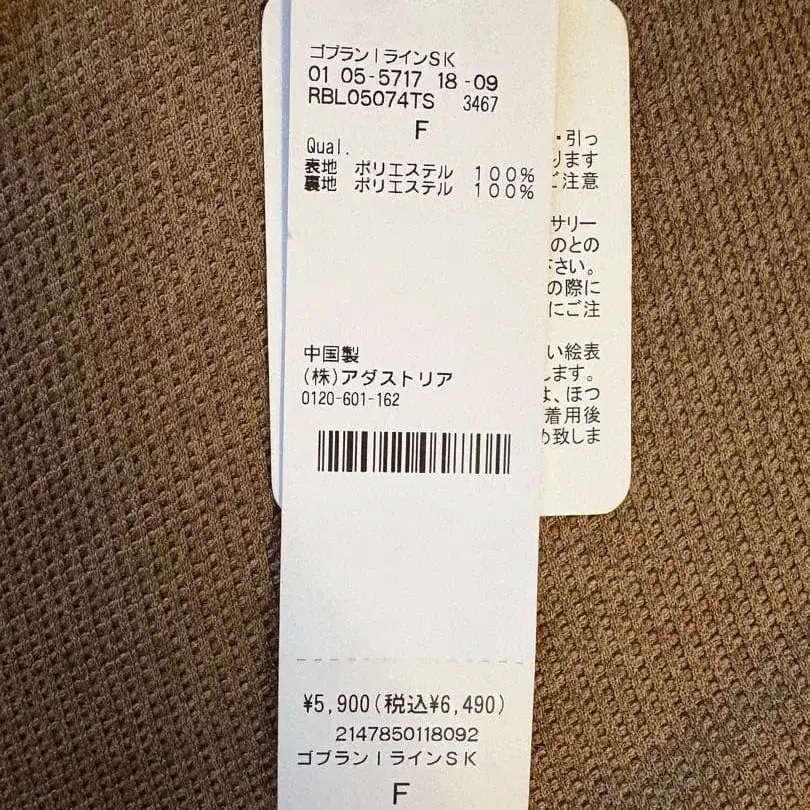 ゴブランIラインSK
01 05-5717 18-09
RBL05074TS 3467
F
Qual.
表地 ポリエステル 100%
裏地 ポリエステル 100%
中国製
(株)アダストリア
0120-601-162
¥5,900(税込¥6,490)
2147850118092
ゴブランIラインSK
F
・引っ
ります
ご注意
サリー
のとの
下さい。
の際に
にご注
い絵表
します。
は、ほつ
着用後
め致しま